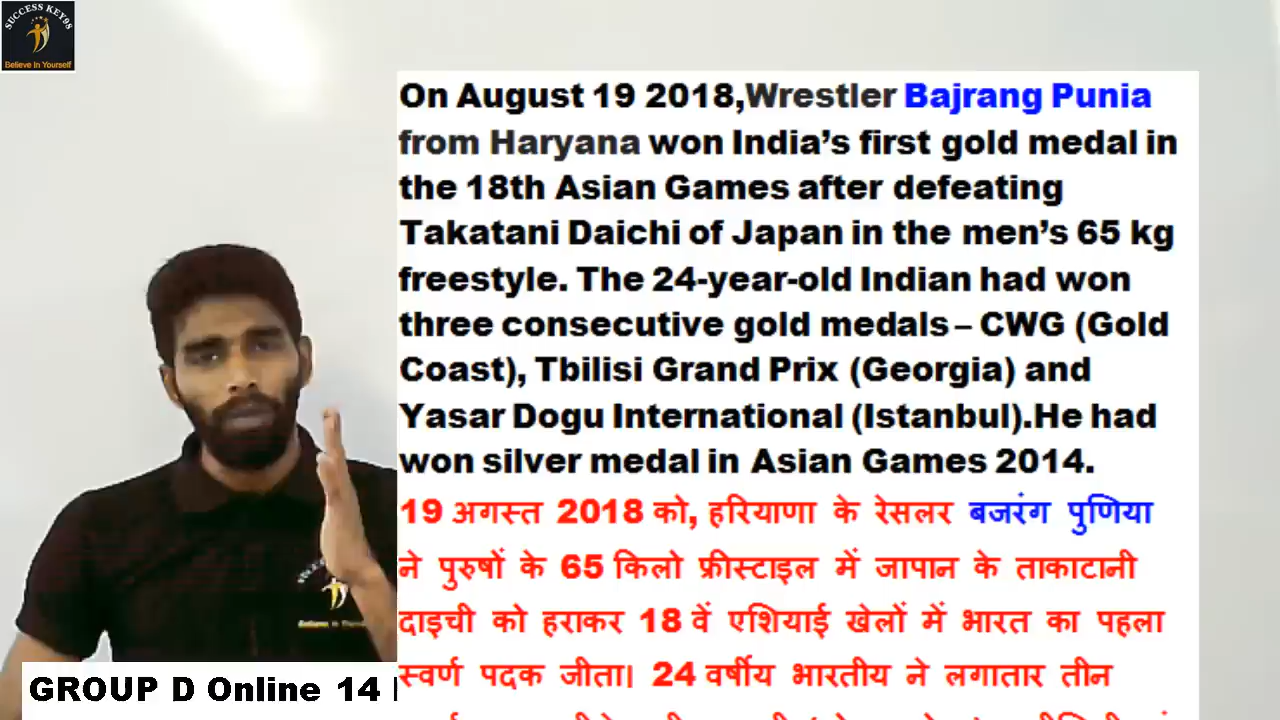 SUCCESS KEY98
Believe In Yourself
On August 19 2018,Wrestler Bajrang Punia
from Haryana won India’s first gold medal in
the 18th Asian Games after defeating
Takatani Daichi of Japan in the men’s 65 kg
freestyle. The 24-year-old Indian had won
three consecutive gold medals – CWG (Gold
Coast), Tbilisi Grand Prix (Georgia) and
Yasar Dogu International (Istanbul).He had
won silver medal in Asian Games 2014.
19 अगस्त 2018 को, हरियाणा के रेसलर बजरंग पुणिया
ने पुरुषों के 65 किलो फ्रीस्टाइल में जापान के ताकाटानी
दाइची को हराकर 18 वें एशियाई खेलों में भारत का पहला
स्वर्ण पदक जीता। 24 वर्षीय भारतीय ने लगातार तीन
Believe in Yourse
GROUP D Online 14